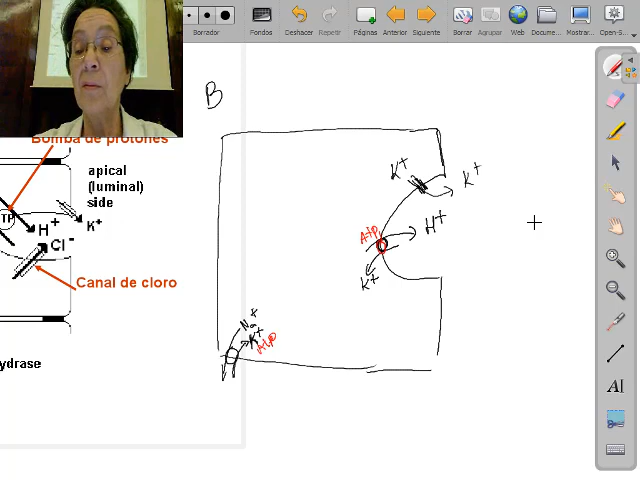 Borrador
Fondos
Deshacer
Repetir
Páginas
Anterior
Siguiente
Borrar
Agrupar
Web
Docume...
Mostrar...
Open-S...
Bomba de protones
apical
(luminal)
side
TP
H+
K+
Cl-
Canal de cloro
ydrase
B
K+
K+
H+
Atp
K+
Na+
K+
Atp
A